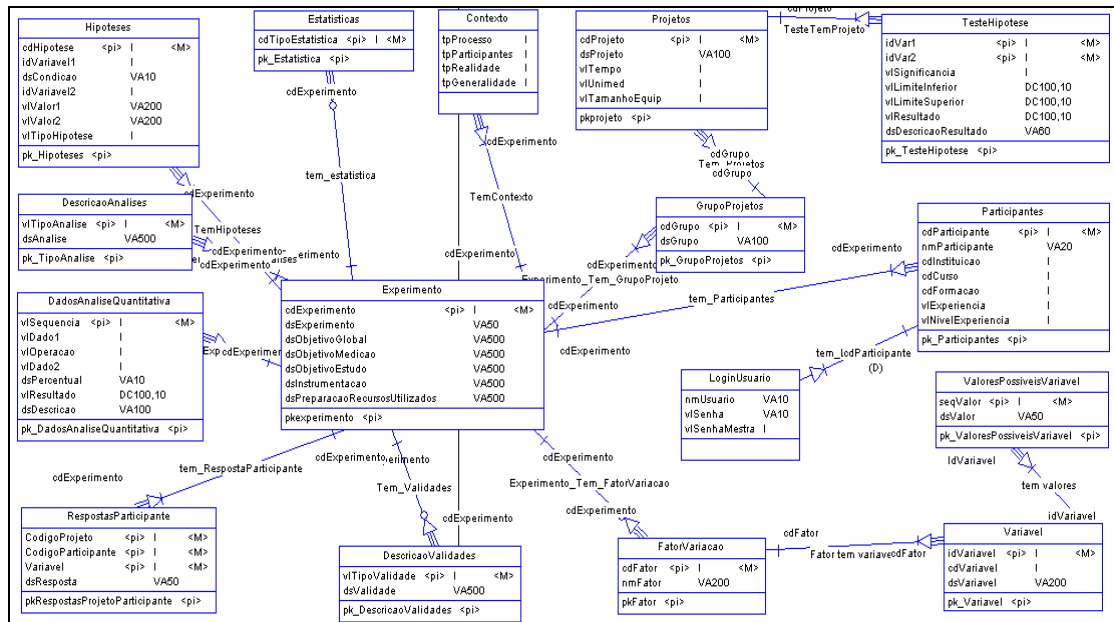 Hipoteses
cdHipotese <pi> I <M>
idVariavel1 I
dsCondicao VA10
idVariavel2 I
vlValor1 VA200
vlValor2 VA200
vlTipoHipotese I
pk_Hipoteses <pi>
Estatisticas
cdTipoEstatistica <pi> I <M>
pk_Estatistica <pi>
Contexto
tpProcesso I
tpParticipantes I
tpRealidade I
tpGeneralidade I
Projetos
cdProjeto <pi> I <M>
dsProjeto VA100
vlTempo I
vlUnimed I
vlTamanhoEquip I
pkprojeto <pi>
cdProjeto
TesteTemProjeto
TesteHipotese
idVar1 <pi> I <M>
idVar2 <pi> I <M>
vlSignificancia I
vlLimiteInferior DC100,10
vlLimiteSuperior DC100,10
vlResultado DC100,10
dsDescricaoResultado VA60
pk_TesteHipotese <pi>
cdExperimento
tem_estatistica
cdExperimento
TemContexto
cdExperimento
cdGrupo
Tem_Projetos
cdGrupo
cdExperimento
TemHipoteses
DescricaoAnalises
vlTipoAnalise <pi> I <M>
dsAnalise VA500
pk_TipoAnalise <pi>
cdExperimento
cdExperimento
GrupoProjetos
cdGrupo <pi> I <M>
dsGrupo VA100
pk_GrupoProjetos <pi>
cdExperimento
Experimento_Tem_GrupoProjeto
cdExperimento
Participantes
cdParticipante <pi> I <M>
nmParticipante VA20
cdInstituicao I
cdCurso I
cdFormacao I
vlExperiencia I
vlNivelExperiencia I
pk_Participantes <pi>
cdExperimento
tem_Participantes
cdExperimento
Experimento
cdExperimento <pi> I <M>
dsExperimento VA50
dsObjetivoGlobal VA500
dsObjetivoMedicao VA500
dsObjetivoEstudo VA500
dsInstrumentacao VA500
dsPreparacaoRecursosUtilizados VA500
pkexperimento <pi>
DadosAnaliseQuantitativa
vlSequencia <pi> I <M>
vlDado1 I
vlOperacao I
vlDado2 I
dsPercentual VA10
vlResultado DC100,10
dsDescricao VA100
pk_DadosAnaliseQuantitativa <pi>
LoginUsuario
nmUsuario VA10
vlSenha VA10
vlSenhaMestra I
(D)
ValoresPossiveisVariavel
seqValor <pi> I <M>
dsValor VA50
pk_ValoresPossiveisVariavel <pi>
IdVariavel
tem valores
idVariavel
cdExperimento
tem_RespostaParticipante
cdExperimento
RespostasParticipante
CodigoProjeto <pi> I <M>
CodigoParticipante <pi> I <M>
Variavel <pi> I <M>
dsResposta VA50
pkRespostasProjetoParticipante <pi>
Tem_Validades
cdExperimento
DescricaoValidades
vlTipoValidade <pi> I <M>
dsValidade VA500
pk_DescricaoValidades <pi>
cdExperimento
Experimento_Tem_FatorVariacao
cdExperimento
FatorVariacao
cdFator <pi> I <M>
nmFator VA200
pkFator <pi>
cdFator
cdFator
Variavel
idVariavel <pi> I <M>
cdVariavel I
dsVariavel VA200
pk_Variavel <pi>